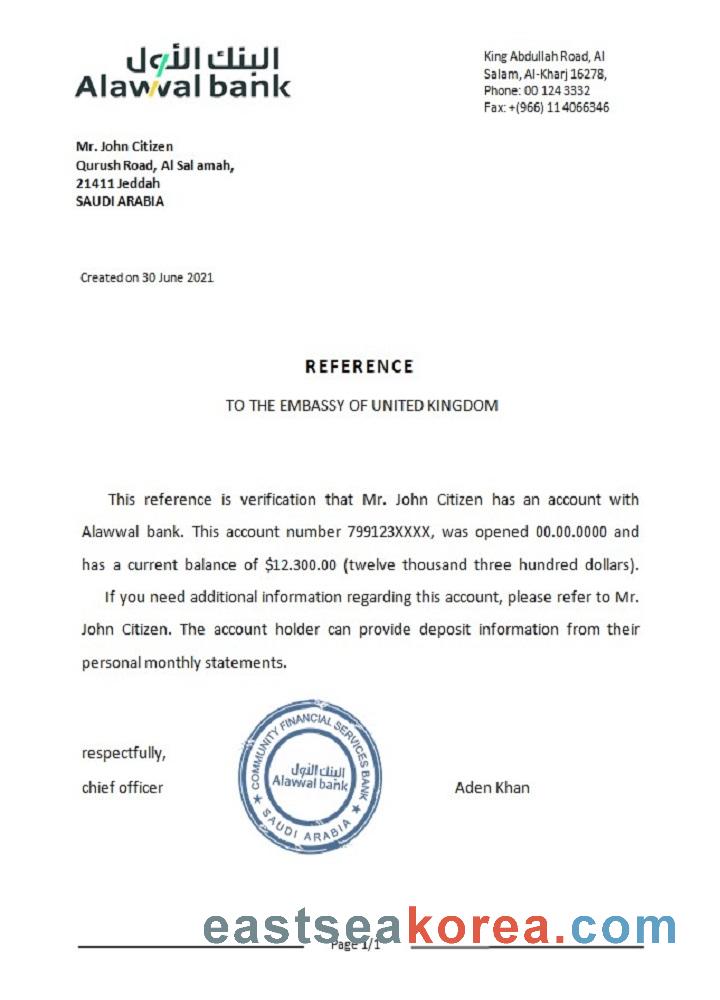 البنك الأول
Alawwal bank
King Abdullah Road, Al
Salam, Al-Kharj 16278,
Phone: 00 124 3332
Fax: +(966) 11 4066346
Mr. John Citizen
Qurush Road, Al Sal amah,
21411 Jeddah
SAUDI ARABIA
Created on 30 June 2021
REFERENCE
TO THE EMBASSY OF UNITED KINGDOM
This reference is verification that Mr. John Citizen has an account with
Alawwal bank. This account number 799123XXXX, was opened 00.00.0000 and
has a current balance of $12.300.00 (twelve thousand three hundred dollars).
If you need additional information regarding this account, please refer to Mr.
John Citizen. The account holder can provide deposit information from their
personal monthly statements.
respectfully,
chief officer
COMMUNITY FINANCIAL SERVICES BANK
البنك الأول
Alawwal bank
SAUDI ARABIA
Aden Khan
eastseakorea.com
Page 1/1